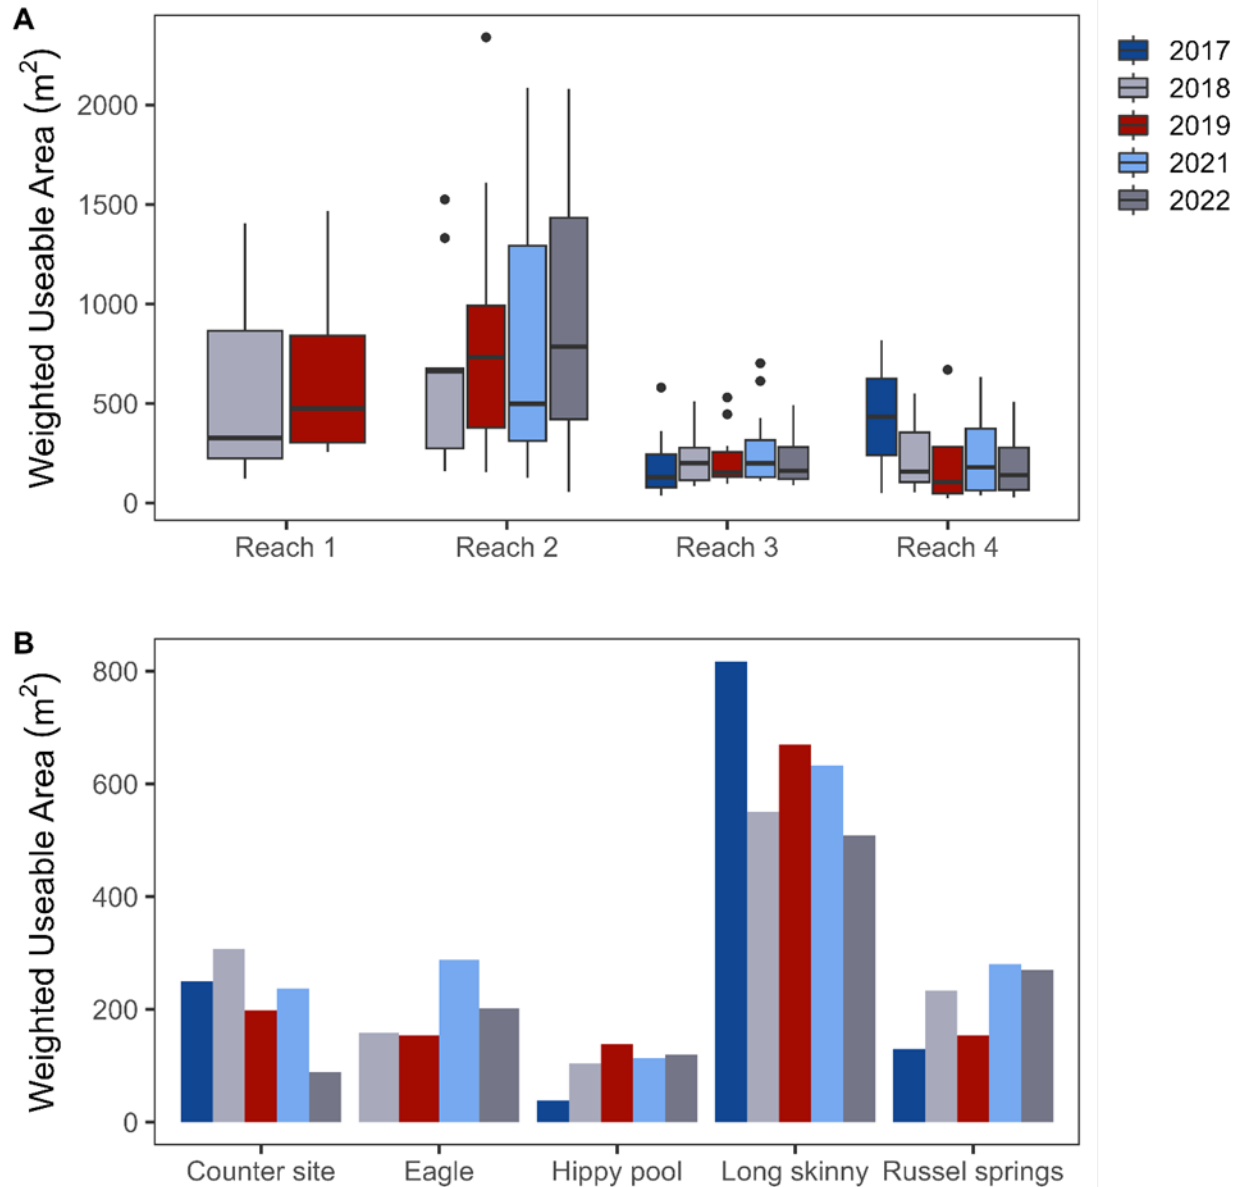 A
Weighted Useable Area (m²)
2000
1500
1000
500
0
Reach 1 Reach 2 Reach 3 Reach 4
2017
2018
2019
2021
2022
B
Weighted Useable Area (m²)
800
600
400
200
0
Counter site Eagle Hippy pool Long skinny Russel springs